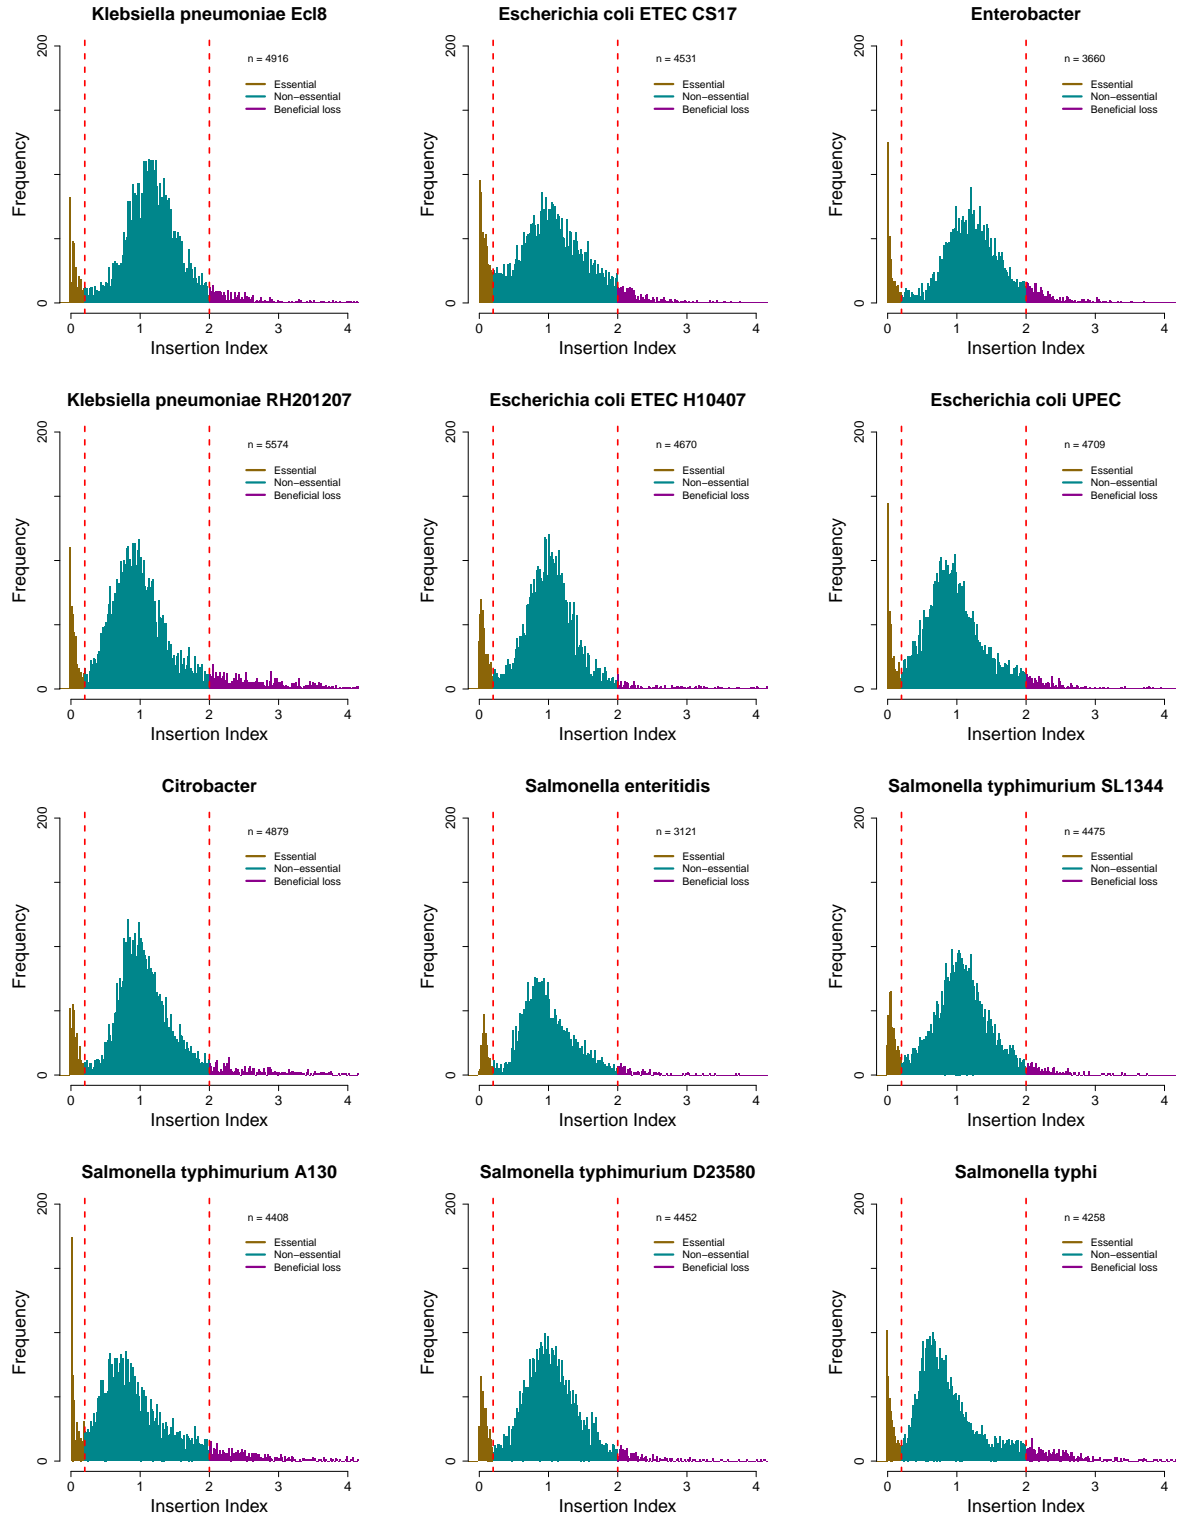 Klebsiella pneumoniae Ecl8
200
n = 4916
Essential
Non−essential
Beneficial loss
Frequency
0
0 1 2 3 4
Insertion Index
Escherichia coli ETEC CS17
200
n = 4531
Essential
Non−essential
Beneficial loss
Frequency
0
0 1 2 3 4
Insertion Index
Enterobacter
200
n = 3660
Essential
Non−essential
Beneficial loss
Frequency
0
0 1 2 3 4
Insertion Index
Klebsiella pneumoniae RH201207
200
n = 5574
Essential
Non−essential
Beneficial loss
Frequency
0
0 1 2 3 4
Insertion Index
Escherichia coli ETEC H10407
200
n = 4670
Essential
Non−essential
Beneficial loss
Frequency
0
0 1 2 3 4
Insertion Index
Escherichia coli UPEC
200
n = 4709
Essential
Non−essential
Beneficial loss
Frequency
0
0 1 2 3 4
Insertion Index
Citrobacter
200
n = 4879
Essential
Non−essential
Beneficial loss
Frequency
0
0 1 2 3 4
Insertion Index
Salmonella enteritidis
200
n = 3121
Essential
Non−essential
Beneficial loss
Frequency
0
0 1 2 3 4
Insertion Index
Salmonella typhimurium SL1344
200
n = 4475
Essential
Non−essential
Beneficial loss
Frequency
0
0 1 2 3 4
Insertion Index
Salmonella typhimurium A130
200
n = 4408
Essential
Non−essential
Beneficial loss
Frequency
0
0 1 2 3 4
Insertion Index
Salmonella typhimurium D23580
200
n = 4452
Essential
Non−essential
Beneficial loss
Frequency
0
0 1 2 3 4
Insertion Index
Salmonella typhi
200
n = 4258
Essential
Non−essential
Beneficial loss
Frequency
0
0 1 2 3 4
Insertion Index